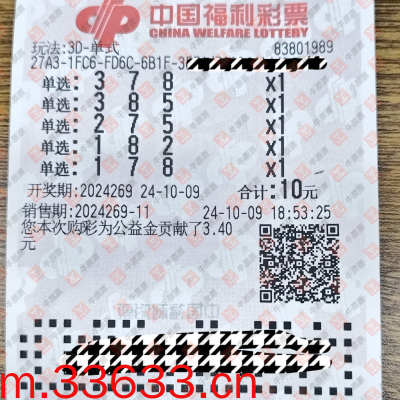 中国福利彩票
CHINA WELFARE LOTTERY
玩法:3D-单式 83801989
27A3-1FC6-FD6C-6B1F-3
单选: 3 7 8 x1
单选: 3 8 5 x1
单选: 2 7 5 x1
单选: 1 8 2 x1
单选: 1 7 8 x1
开奖期:2024269 24-10-09 合计:10元
销售期:2024269-11 24-10-09 18:53:25
您本次购彩为公益金贡献了3.40
元
m.33633.cn